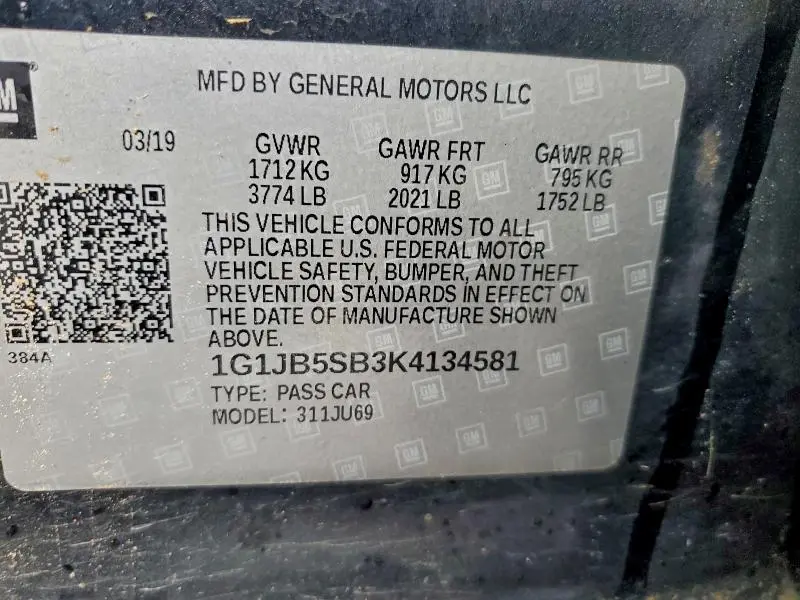 GM
MFD BY GENERAL MOTORS LLC
03/19
GVWR
1712 KG
3774 LB
GAWR FRT
917 KG
2021 LB
GAWR RR
795 KG
1752 LB
THIS VEHICLE CONFORMS TO ALL
APPLICABLE U.S. FEDERAL MOTOR
VEHICLE SAFETY, BUMPER, AND THEFT
PREVENTION STANDARDS IN EFFECT ON
THE DATE OF MANUFACTURE SHOWN
ABOVE.
384A
1G1JB5SB3K4134581
TYPE: PASS CAR
MODEL: 311JU69